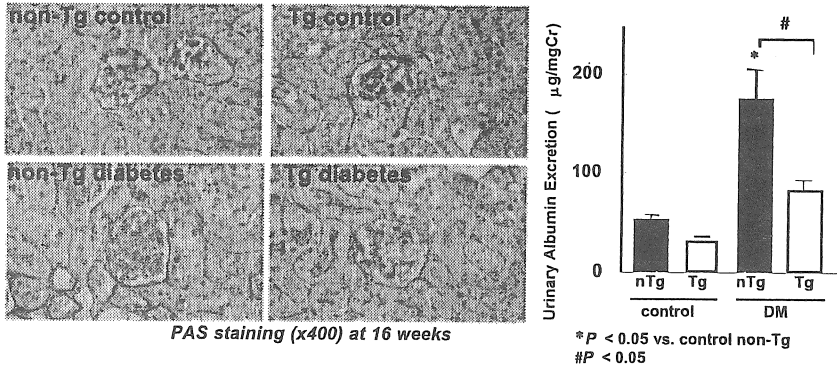 non-Tg control
Tg control
non-Tg diabetes
Tg diabetes
PAS staining (x400) at 16 weeks
Urinary Albumin Excretion ( μg/mgCr)
200
100
0
*
#
nTg
Tg
nTg
Tg
control
DM
*P < 0.05 vs. control non-Tg
#P < 0.05